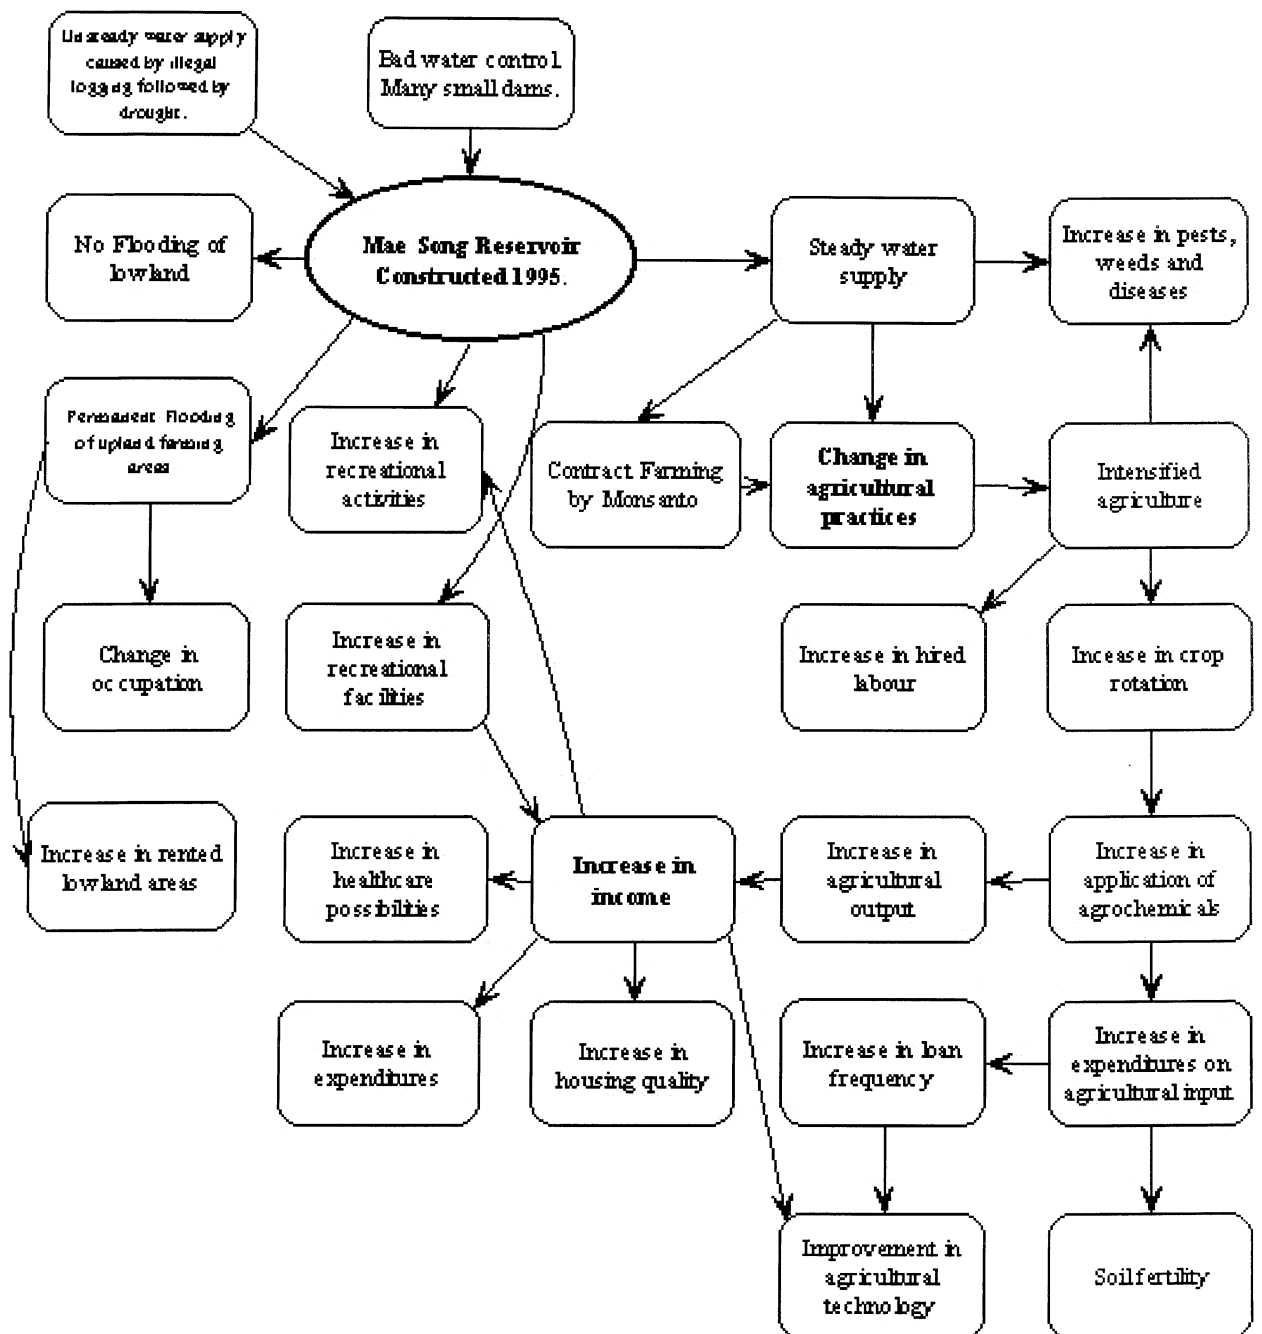 Unsteady water supply
caused by illegal
logging followed by
drought.
Bad water control.
Many small dams.
Mae Song Reservoir
Constructed 1995.
No Flooding of
lowland
Steady water
supply
Increase in pests,
weeds and
diseases
Permanent Flooding
of upland farming
areas
Increase in
recreational
activities
Contract Farming
by Monsanto
Change in
agricultural
practices
Intensified
agriculture
Change in
occupation
Increase in
recreational
facilities
Increase in hired
labour
Incease in crop
rotation
Increase in rented
lowland areas
Increase in
healthcare
possibilities
Increase in
income
Increase in
agricultural
output
Increase in
application of
agrochemicals
Increase in
expenditures
Increase in
housing quality
Increase in loan
frequency
Increase in
expenditures on
agricultural input
Improvement in
agricultural
technology
Soil fertility